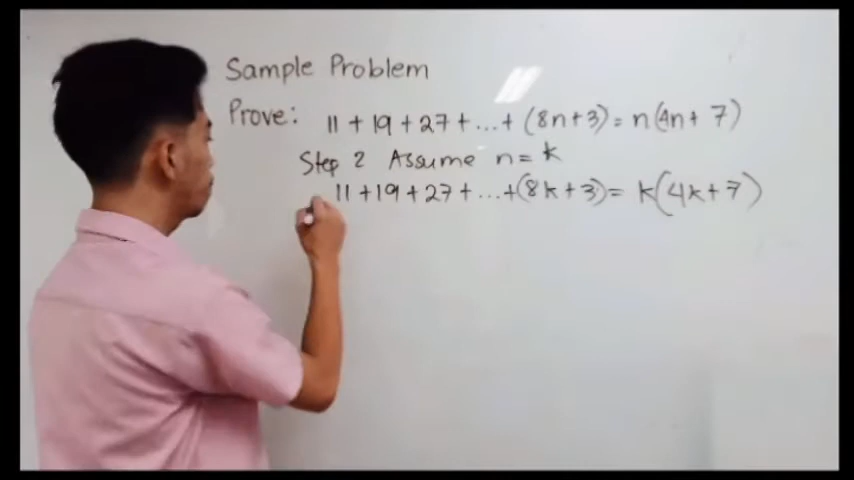 Sample Problem
Prove: 11 + 19 + 27 + ... + (8n + 3) = n(4n + 7)
Step 2 Assume n = k
11 + 19 + 27 + ... + (8k + 3) = k(4k + 7)